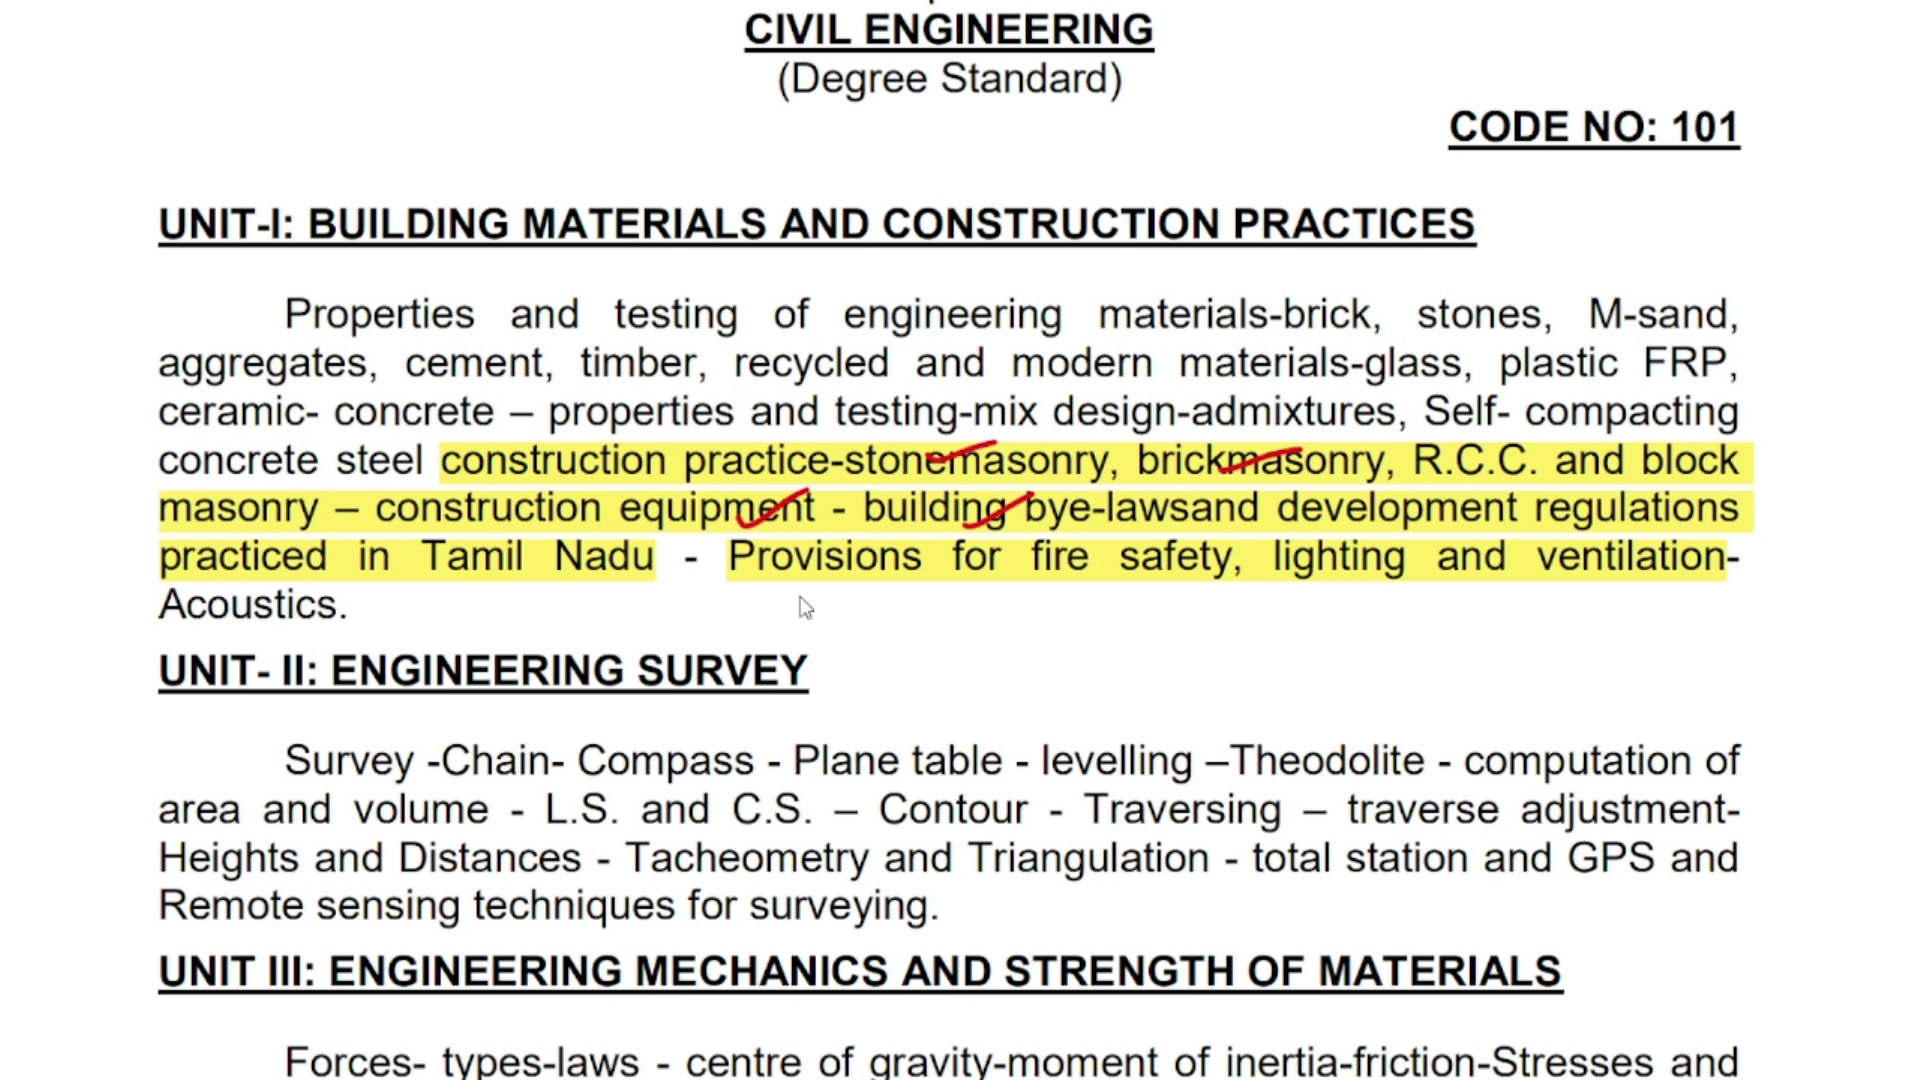 CIVIL ENGINEERING
(Degree Standard)
CODE NO: 101
UNIT-I: BUILDING MATERIALS AND CONSTRUCTION PRACTICES
Properties and testing of engineering materials-brick, stones, M-sand,
aggregates, cement, timber, recycled and modern materials-glass, plastic FRP,
ceramic- concrete – properties and testing-mix design-admixtures, Self- compacting
concrete steel construction practice-stonemasonry, brickmasonry, R.C.C. and block
masonry – construction equipment - building bye-lawsand development regulations
practiced in Tamil Nadu - Provisions for fire safety, lighting and ventilation-
Acoustics.
UNIT- II: ENGINEERING SURVEY
Survey -Chain- Compass - Plane table - levelling –Theodolite - computation of
area and volume - L.S. and C.S. – Contour - Traversing – traverse adjustment-
Heights and Distances - Tacheometry and Triangulation - total station and GPS and
Remote sensing techniques for surveying.
UNIT III: ENGINEERING MECHANICS AND STRENGTH OF MATERIALS
Forces- types-laws - centre of gravity-moment of inertia-friction-Stresses and